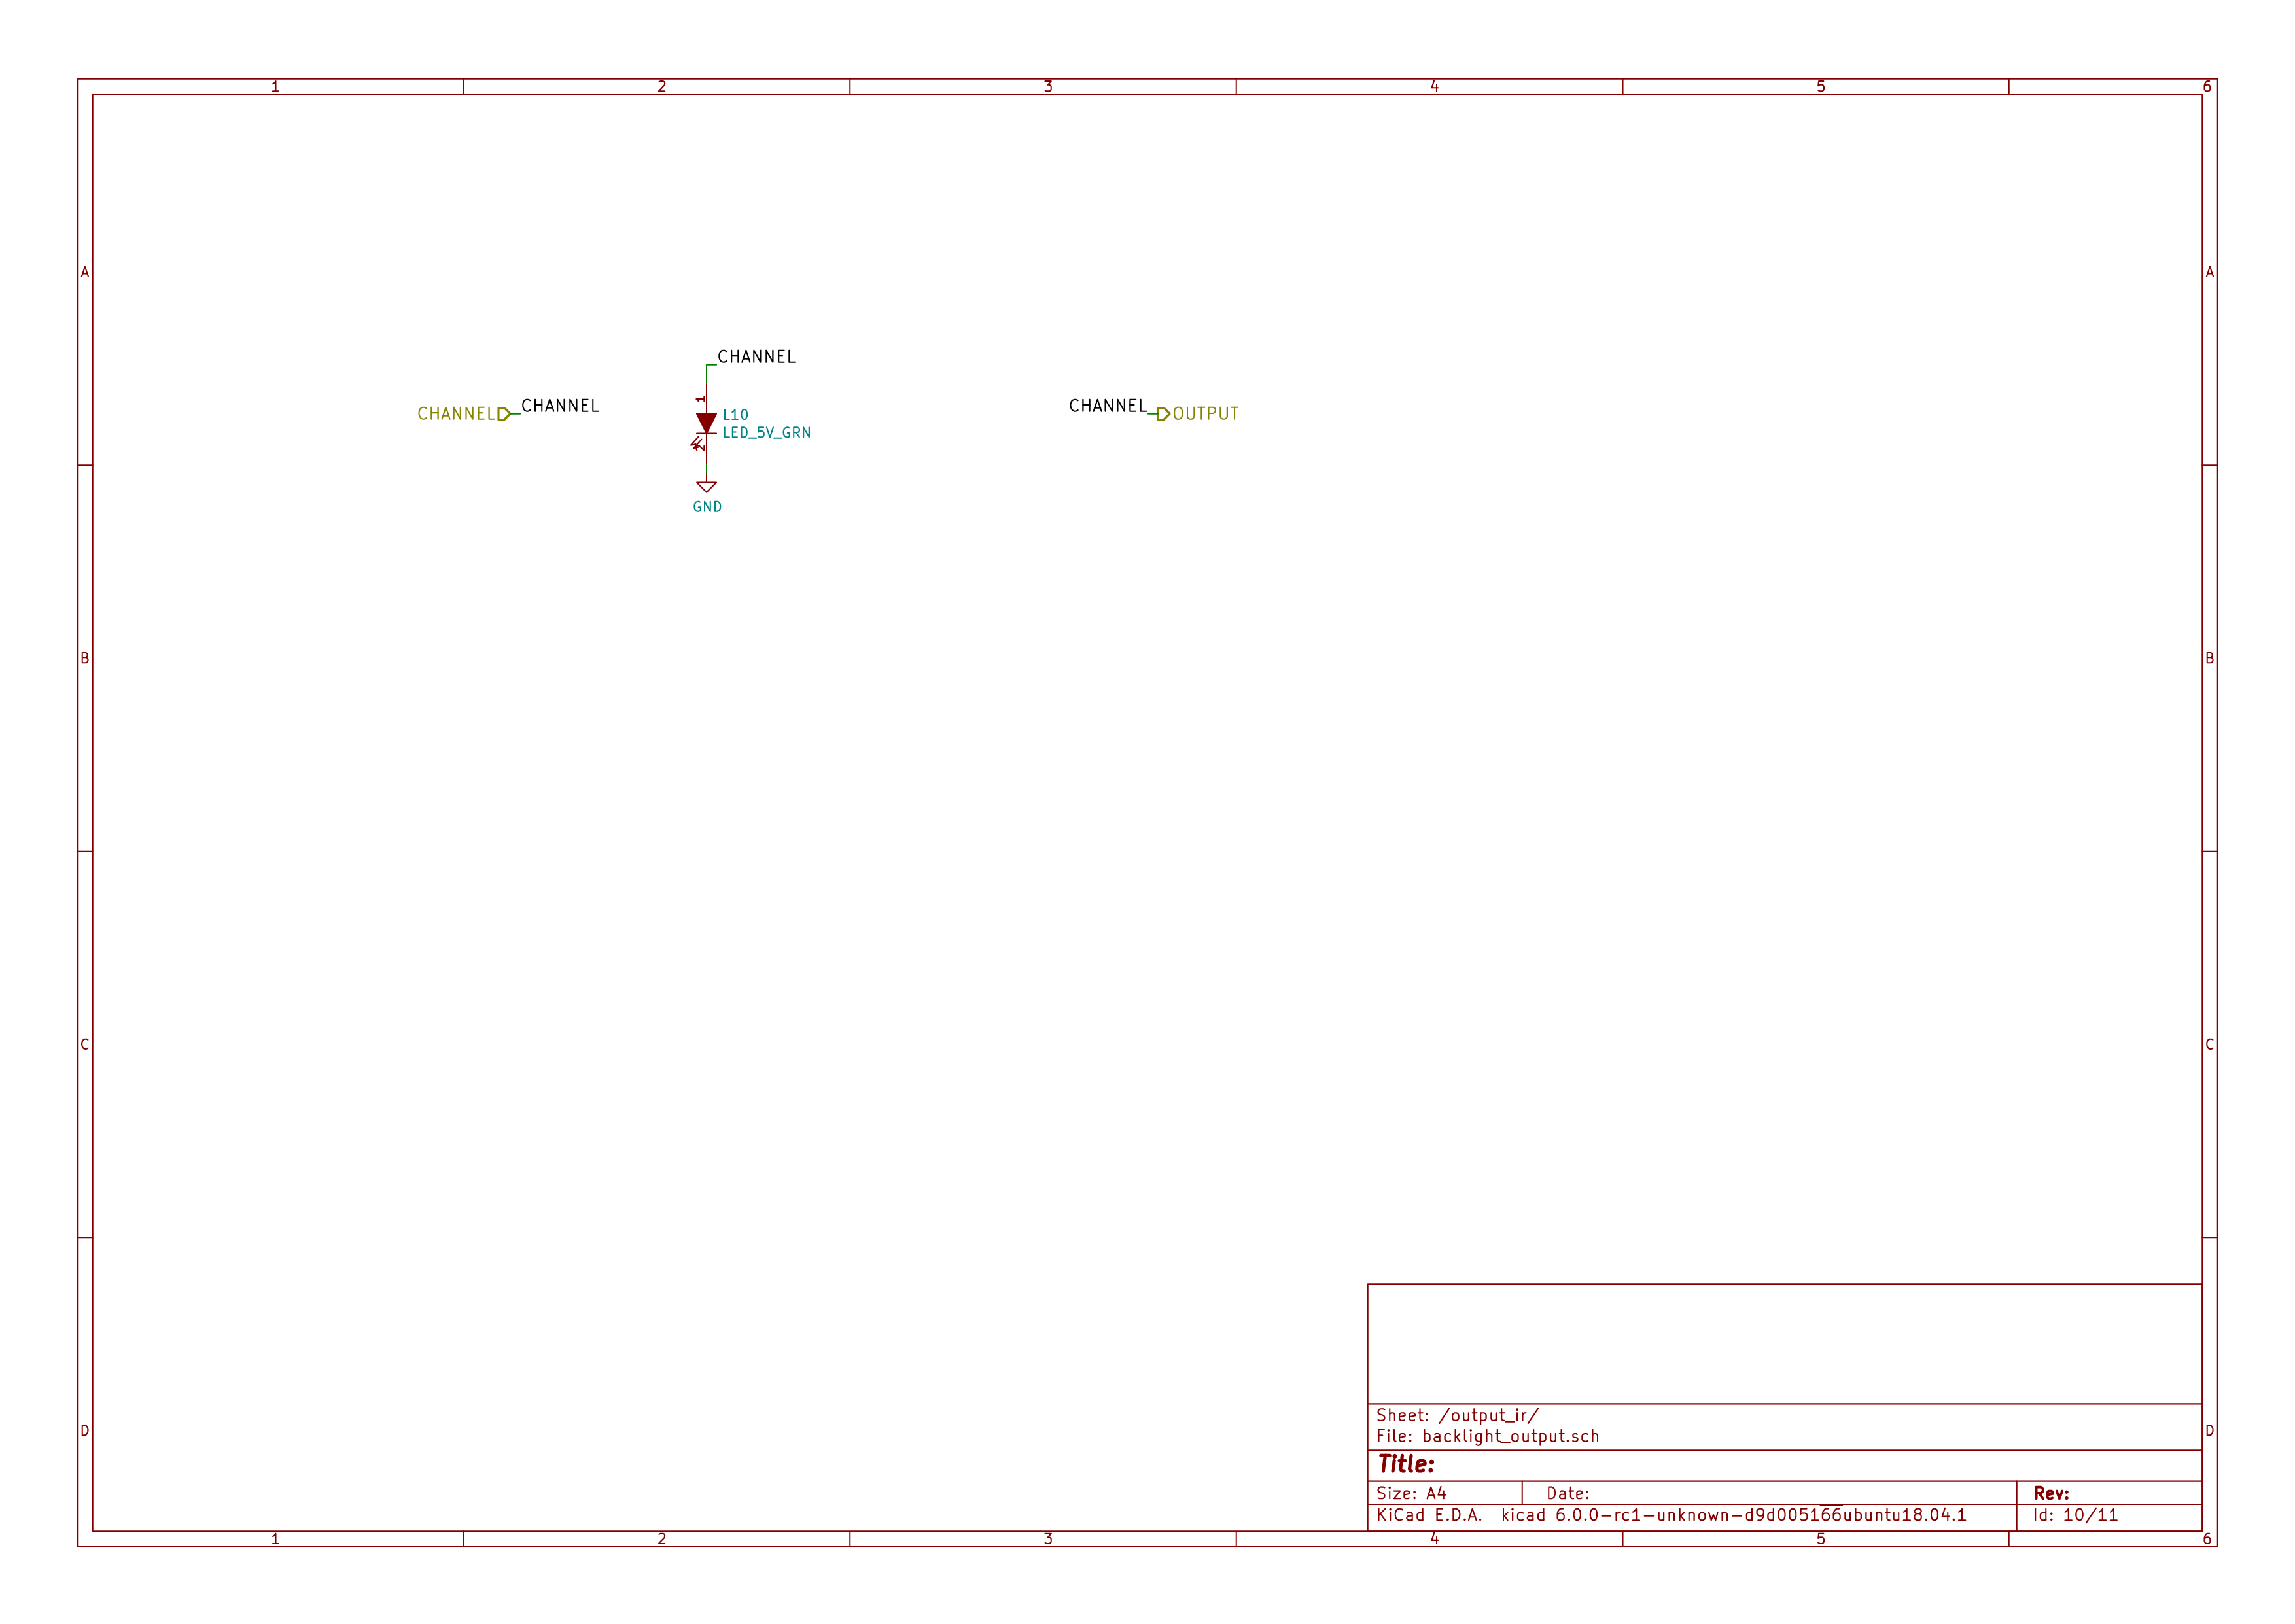 1 2 3 4 5 6
A A
CHANNEL
CHANNEL CHANNEL
1
L10
LED_5V_GRN
2
GND
CHANNEL OUTPUT
B B
C C
Sheet: /output_ir/
File: backlight_output.sch
D D
Title:
Size: A4 Date: Rev:
KiCad E.D.A. kicad 6.0.0-rc1-unknown-d9d005166ubuntu18.04.1 Id: 10/11
1 2 3 4 5 6